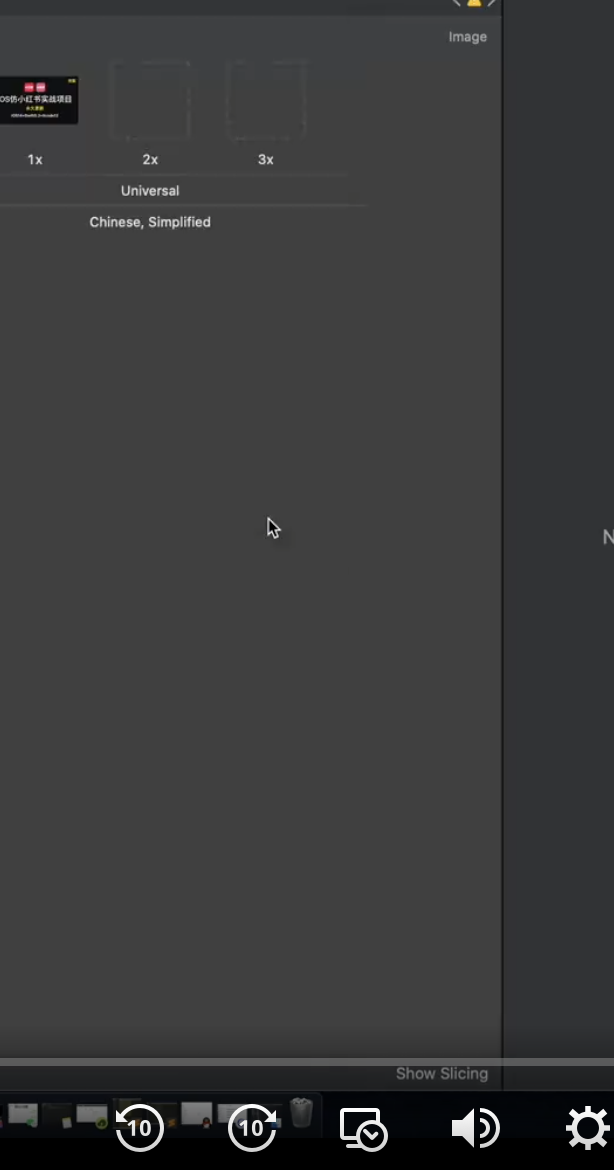 Image
OS仿小红书实战项目
1x
2x
3x
Universal
Chinese, Simplified
N
Show Slicing
10
10